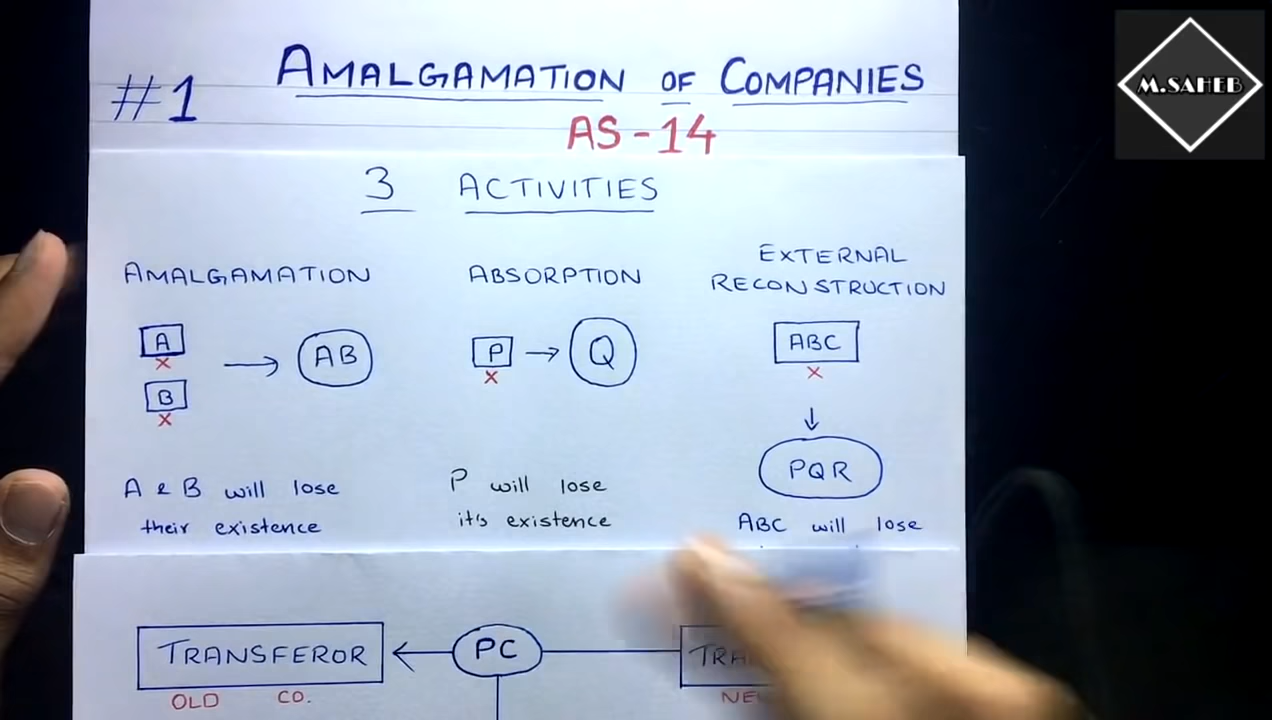 #1 AMALGAMATION OF COMPANIES
AS-14
M.SAHEB
3 ACTIVITIES
AMALGAMATION
A
X
B
X
AB
A & B will lose
their existence
ABSORPTION
P
X
Q
P will lose
it's existence
EXTERNAL
RECONSTRUCTION
ABC
X
PQR
ABC will lose
TRANSFEROR
OLD CO.
PC